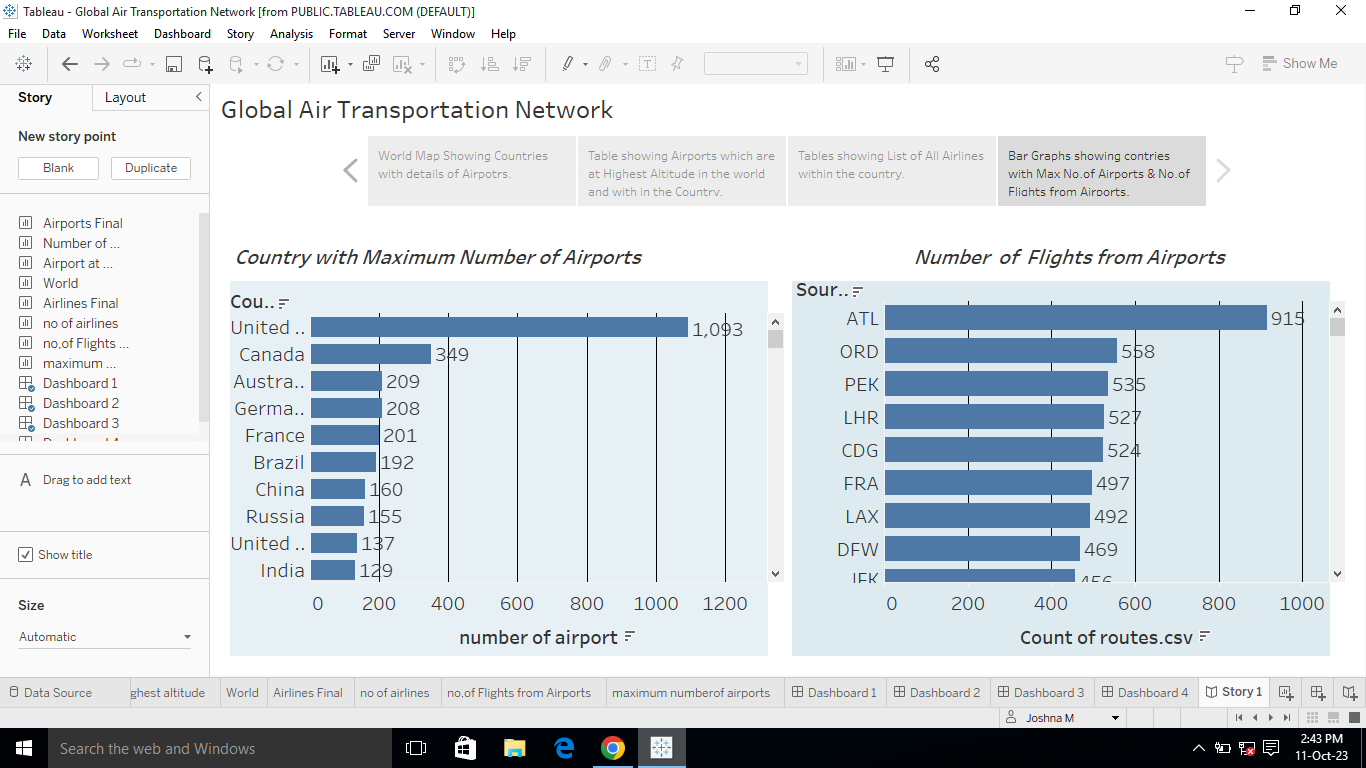 Tableau - Global Air Transportation Network [from PUBLIC.TABLEAU.COM (DEFAULT)]
File Data Worksheet Dashboard Story Analysis Format Server Window Help
Show Me
Story Layout
New story point
Blank Duplicate
Airports Final
Number of ...
Airport at ...
World
Airlines Final
no of airlines
no,of Flights ...
maximum ...
Dashboard 1
Dashboard 2
Dashboard 3
A Drag to add text
Show title
Size
Automatic
Global Air Transportation Network
World Map Showing Countries
with details of Airpotrs.
Table showing Airports which are
at Highest Altitude in the world
and with in the Country.
Tables showing List of All Airlines
within the country.
Bar Graphs showing contries
with Max No.of Airports & No.of
Flights from Airports.
Country with Maximum Number of Airports
Cou..
United .. 1,093
Canada 349
Austra.. 209
Germa.. 208
France 201
Brazil 192
China 160
Russia 155
United .. 137
India 129
0 200 400 600 800 1000 1200
number of airport
Number of Flights from Airports
Sour..
ATL 915
ORD 558
PEK 535
LHR 527
CDG 524
FRA 497
LAX 492
DFW 469
JFK 456
0 200 400 600 800 1000
Count of routes.csv
Data Source ghest altitude World Airlines Final no of airlines no,of Flights from Airports maximum numberof airports Dashboard 1 Dashboard 2 Dashboard 3 Dashboard 4 Story 1
Joshna M
Search the web and Windows
2:43 PM
11-Oct-23